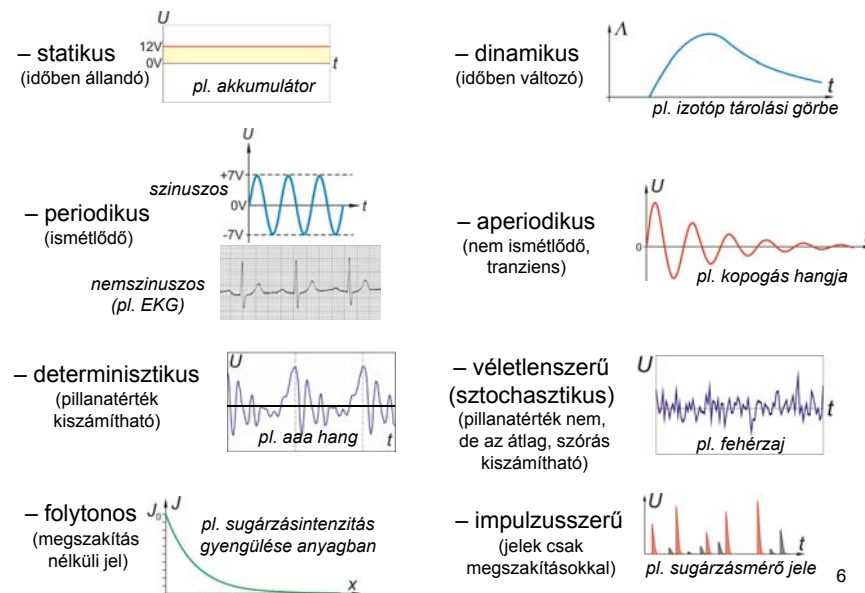 – statikus
(időben állandó)
U
12V
0V
t
pl. akkumulátor
– dinamikus
(időben változó)
Λ
t
pl. izotóp tárolási görbe
– periodikus
(ismétlődő)
szinuszos
U
+7V
0V
-7V
t
nemszinuszos
(pl. EKG)
– aperiodikus
(nem ismétlődő,
tranziens)
U
0
pl. kopogás hangja
– determinisztikus
(pillanatérték
kiszámítható)
U
t
pl. aaa hang
– véletlenszerű
(sztochasztikus)
(pillanatérték nem,
de az átlag, szórás
kiszámítható)
U
t
pl. fehérzaj
– folytonos
(megszakítás
nélküli jel)
J₀
J
x
pl. sugárzásintenzitás
gyengülése anyagban
– impulzusszerű
(jelek csak
megszakításokkal)
U
t
pl. sugárzásmérő jele
6